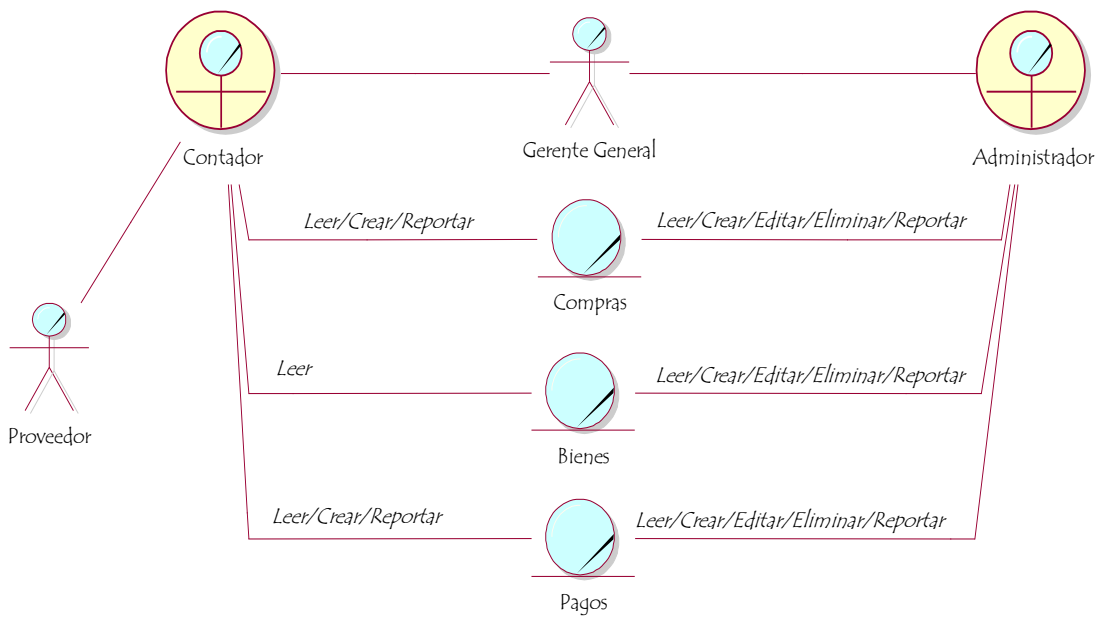 Contador
Gerente General
Administrador
Leer/Crear/Reportar
Leer/Crear/Editar/Eliminar/Reportar
Compras
Proveedor
Leer
Leer/Crear/Editar/Eliminar/Reportar
Bienes
Leer/Crear/Reportar
Leer/Crear/Editar/Eliminar/Reportar
Pagos